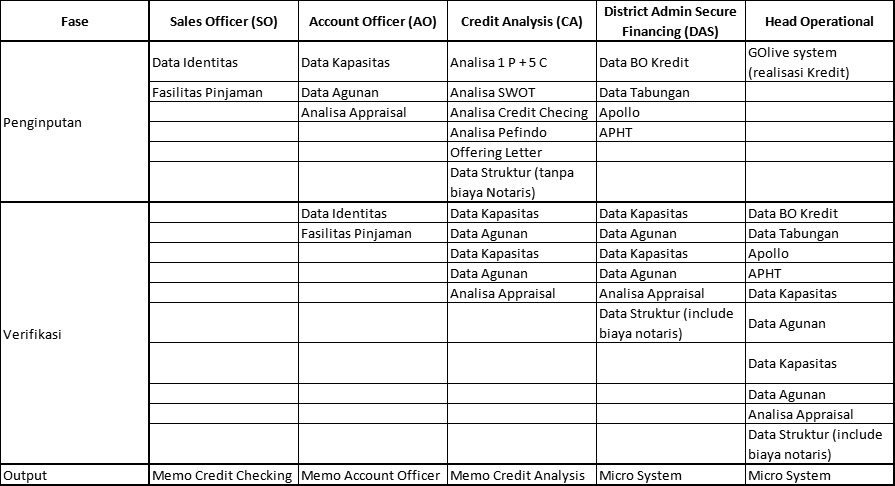 Fase Sales Officer (SO) Account Officer (AO) Credit Analysis (CA) District Admin Secure Financing (DAS) Head Operational
Penginputan
Data Identitas Data Kapasitas Analisa 1 P + 5 C Data BO Kredit GOlive system (realisasi Kredit)
Fasilitas Pinjaman Data Agunan Analisa SWOT Data Tabungan
Analisa Appraisal Analisa Credit Checing Apollo
Analisa Pefindo APHT
Offering Letter
Data Struktur (tanpa biaya Notaris)
Verifikasi
Data Identitas Data Kapasitas Data Kapasitas Data BO Kredit
Fasilitas Pinjaman Data Agunan Data Agunan Data Tabungan
Data Kapasitas Data Kapasitas Apollo
Data Agunan Data Agunan APHT
Analisa Appraisal Analisa Appraisal Data Kapasitas
Data Struktur (include biaya notaris) Data Agunan
Data Kapasitas
Data Agunan
Analisa Appraisal
Data Struktur (include biaya notaris)
Output Memo Credit Checking Memo Account Officer Memo Credit Analysis Micro System Micro System